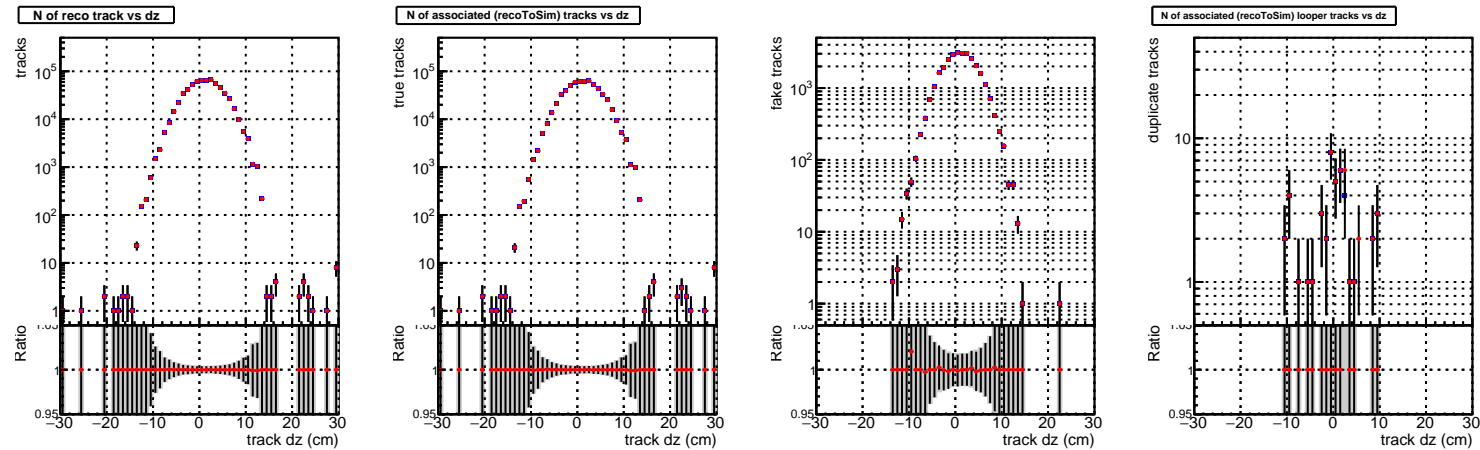 N of reco track vs dz
tracks
10^5
10^4
10^3
10^2
10
1
Ratio
1
0.95
−30 −20 −10 0 10 20 30
track dz (cm)
N of associated (recoToSim) tracks vs dz
true tracks
10^5
10^4
10^3
10^2
10
1
Ratio
1
0.95
−30 −20 −10 0 10 20 30
track dz (cm)
fake tracks
10^3
10^2
10
1
Ratio
1
0.95
−30 −20 −10 0 10 20 30
track dz (cm)
N of associated (recoToSim) looper tracks vs dz
duplicate tracks
10
1
Ratio
1
0.95
−30 −20 −10 0 10 20 30
track dz (cm)